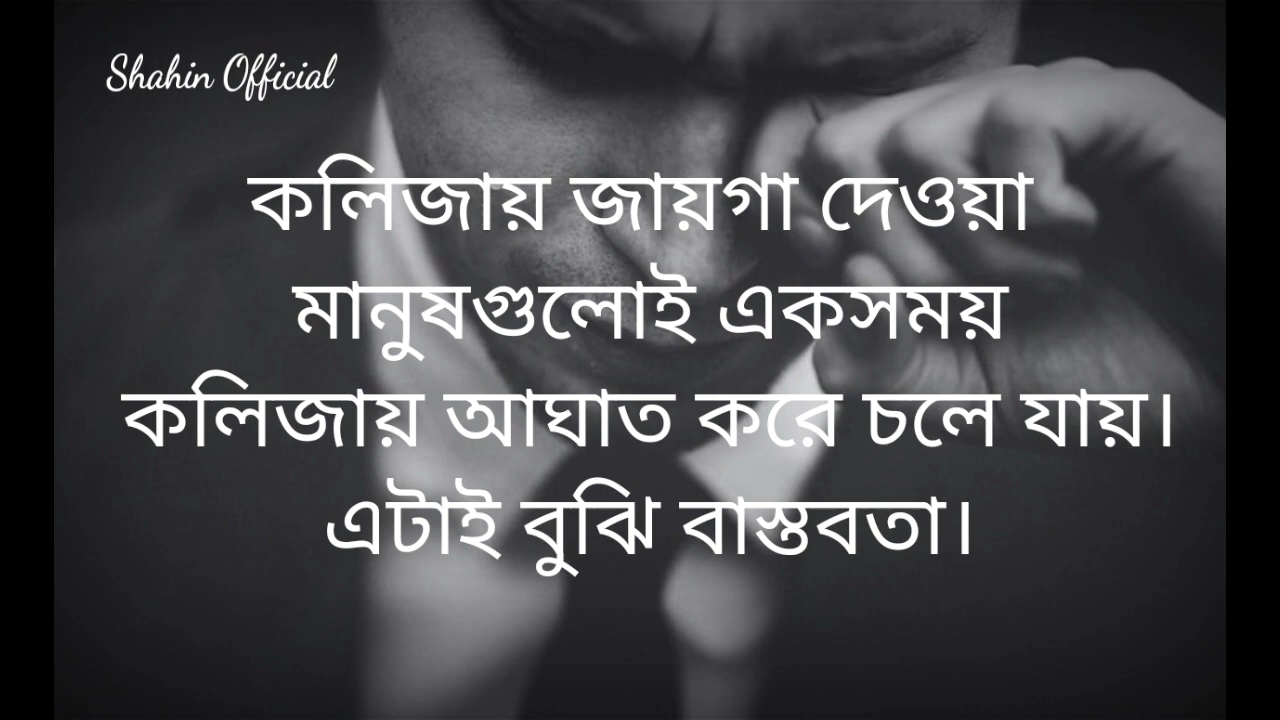 Shahin Official
কলিজায় জায়গা দেওয়া
মানুষগুলোই একসময়
কলিজায় আঘাত করে চলে যায়।
এটাই বুঝি বাস্তবতা।